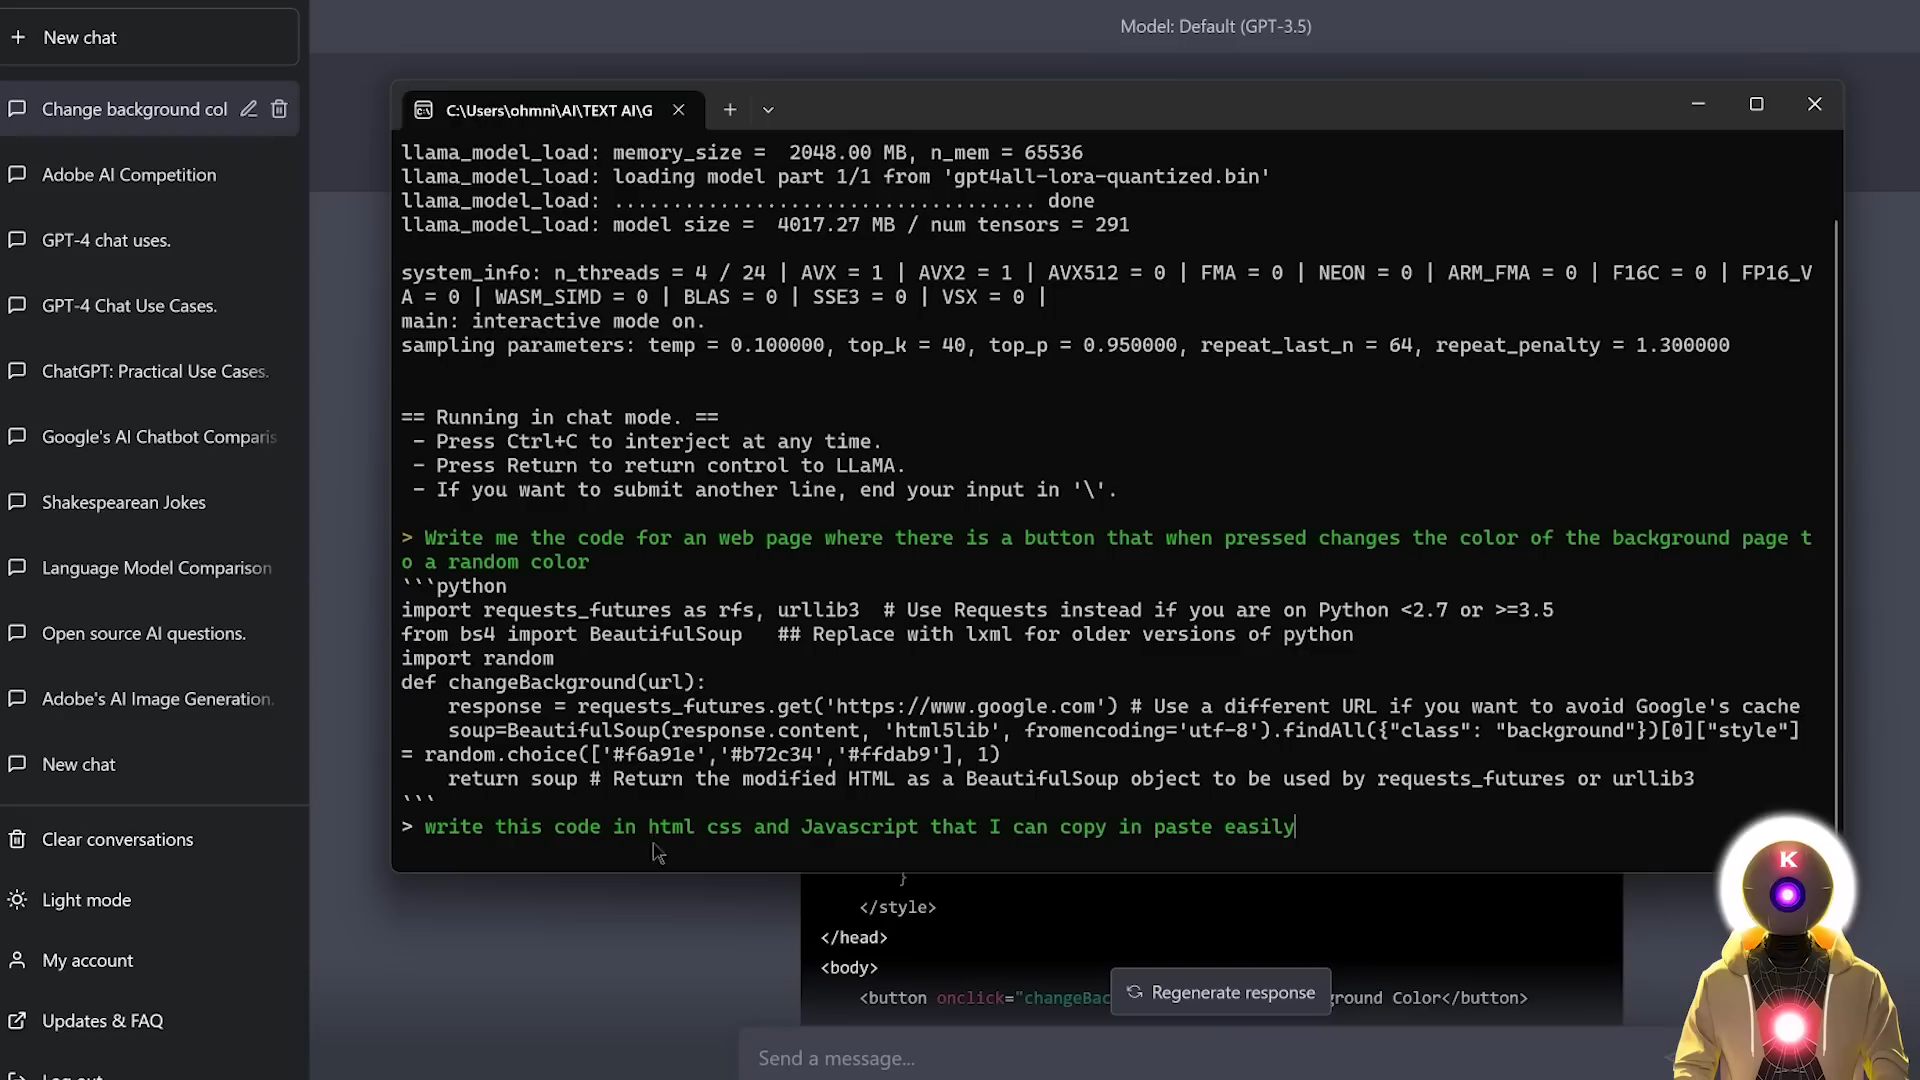 New chat
Model: Default (GPT-3.5)
Change background col
Adobe AI Competition
GPT-4 chat uses.
GPT-4 Chat Use Cases.
ChatGPT: Practical Use Cases.
Google's AI Chatbot Comparis
Shakespearean Jokes
Language Model Comparison
Open source AI questions.
Adobe's AI Image Generation.
New chat
Clear conversations
Light mode
My account
Updates & FAQ
Log out
C:\Users\ohmni\AI\TEXT AI\G
llama_model_load: memory_size =  2048.00 MB, n_mem = 65536
llama_model_load: loading model part 1/1 from 'gpt4all-lora-quantized.bin'
llama_model_load: .................................... done
llama_model_load: model size =  4017.27 MB / num tensors = 291
system_info: n_threads = 4 / 24 | AVX = 1 | AVX2 = 1 | AVX512 = 0 | FMA = 0 | NEON = 0 | ARM_FMA = 0 | F16C = 0 | FP16_V
A = 0 | WASM_SIMD = 0 | BLAS = 0 | SSE3 = 0 | VSX = 0 |
main: interactive mode on.
sampling parameters: temp = 0.100000, top_k = 40, top_p = 0.950000, repeat_last_n = 64, repeat_penalty = 1.300000
== Running in chat mode. ==
- Press Ctrl+C to interject at any time.
- Press Return to return control to LLaMA.
- If you want to submit another line, end your input in '\'.
> Write me the code for an web page where there is a button that when pressed changes the color of the background page t
o a random color
```python
import requests_futures as rfs, urllib3  # Use Requests instead if you are on Python <2.7 or >=3.5
from bs4 import BeautifulSoup   ## Replace with lxml for older versions of python
import random
def changeBackground(url):
    response = requests_futures.get('https://www.google.com') # Use a different URL if you want to avoid Google's cache
    soup=BeautifulSoup(response.content, 'html5lib', fromencoding='utf-8').findAll({"class": "background"})[0]["style"]
= random.choice(['#f6a91e','#b72c34','#ffdab9'], 1)
    return soup # Return the modified HTML as a BeautifulSoup object to be used by requests_futures or urllib3
```
> write this code in html css and Javascript that I can copy in paste easily
}
</style>
</head>
<body>
<button onclick="changeBac
ground Color</button>
Regenerate response
Send a message...
K